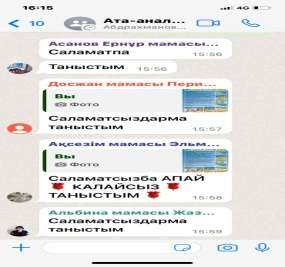 16:15
4G
10
Ата-анал...
Абдрахманов...
Асанов Ернур мамасы...
Саламатпа
15:56
Таныстым
15:56
Досжан мамасы Пери...
Вы
Фото
Саламатсыздарма
таныстым
15:57
Ақсезім мамасы Эльм...
Вы
Фото
Саламатсызба АПАЙ
🌹 КАЛАЙСЫЗ 🌹
ТАНЫСТЫМ 🌹
15:58
Альбина мамасы Жаз...
Саламатсыздарма
таныстым
15:59